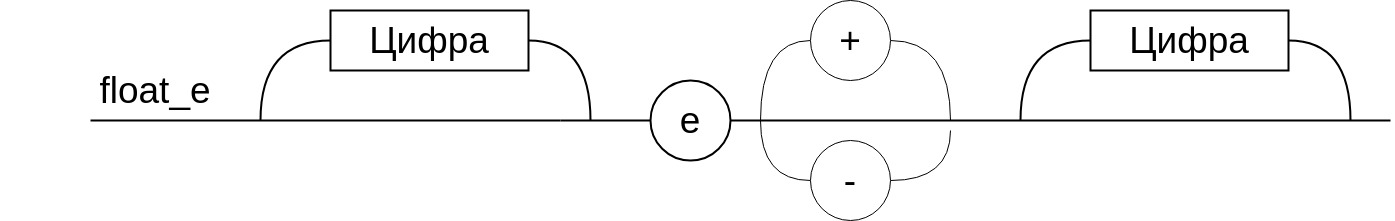 float_e
Цифра
e
+
-
Цифра